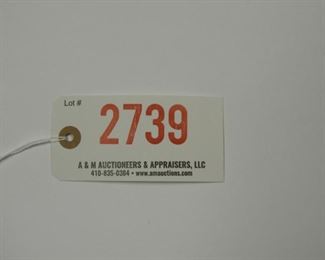 Lot #
2739
A & M AUCTIONEERS & APPRAISERS, LLC
410-835-0384 • www.amauctions.com